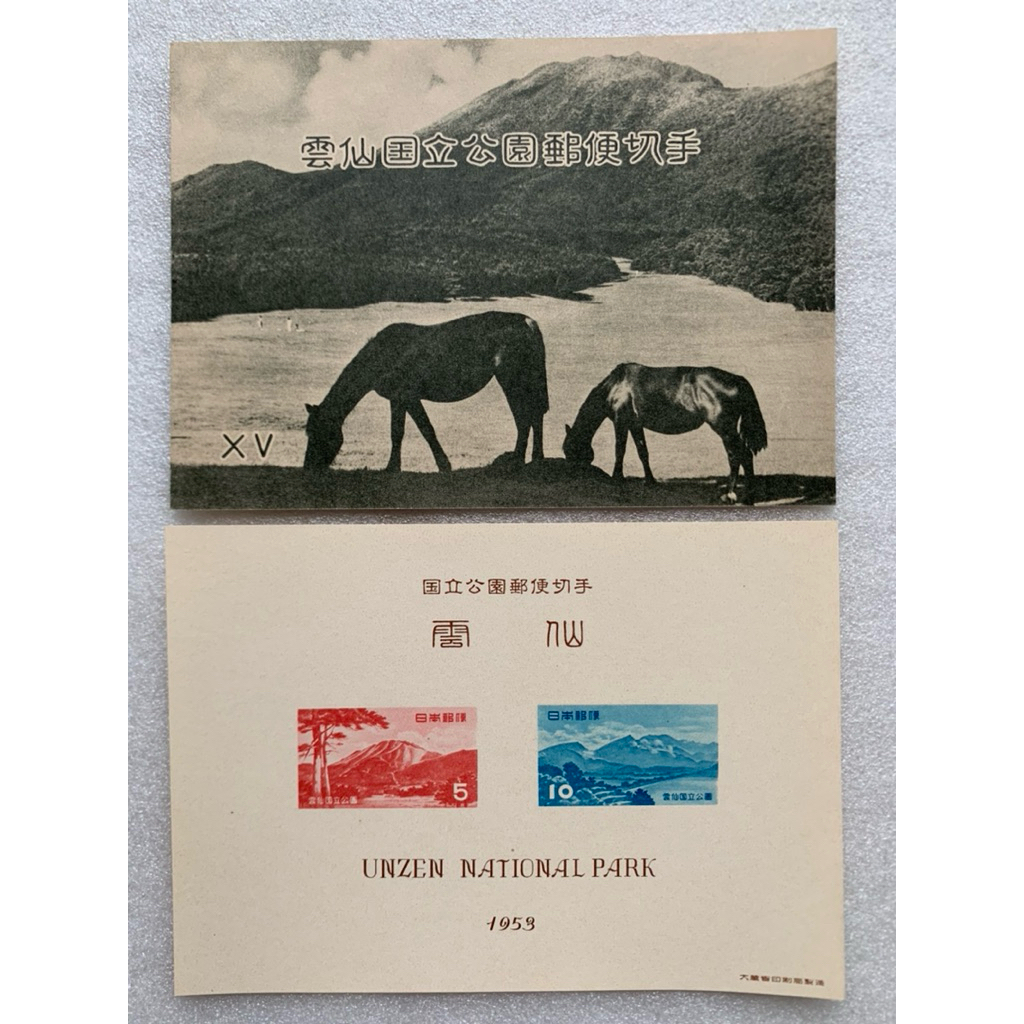 雲仙国立公園郵便切手
XV
国立公園郵便切手
雲仙
日本郵便
5
雲仙国立公園
日本郵便
10
雲仙国立公園
UNZEN NATIONAL PARK
1953
大蔵省印刷局製造